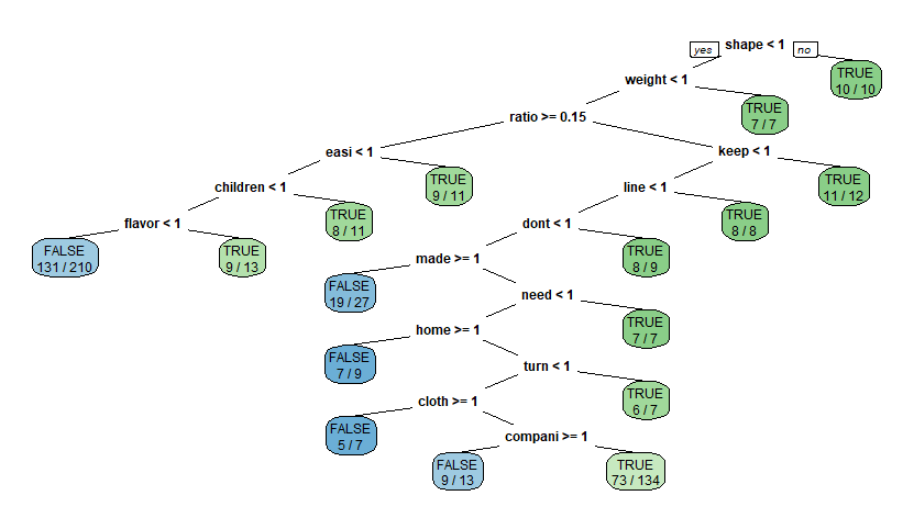 shape < 1
yes
no
weight < 1
TRUE
10 / 10
TRUE
7 / 7
ratio >= 0.15
easi < 1
keep < 1
TRUE
9 / 11
TRUE
11 / 12
children < 1
line < 1
TRUE
8 / 11
TRUE
8 / 8
flavor < 1
dont < 1
FALSE
131 / 210
TRUE
9 / 13
TRUE
8 / 9
made >= 1
FALSE
19 / 27
need < 1
TRUE
7 / 7
home >= 1
FALSE
7 / 9
turn < 1
TRUE
6 / 7
cloth >= 1
FALSE
5 / 7
compani >= 1
FALSE
9 / 13
TRUE
73 / 134